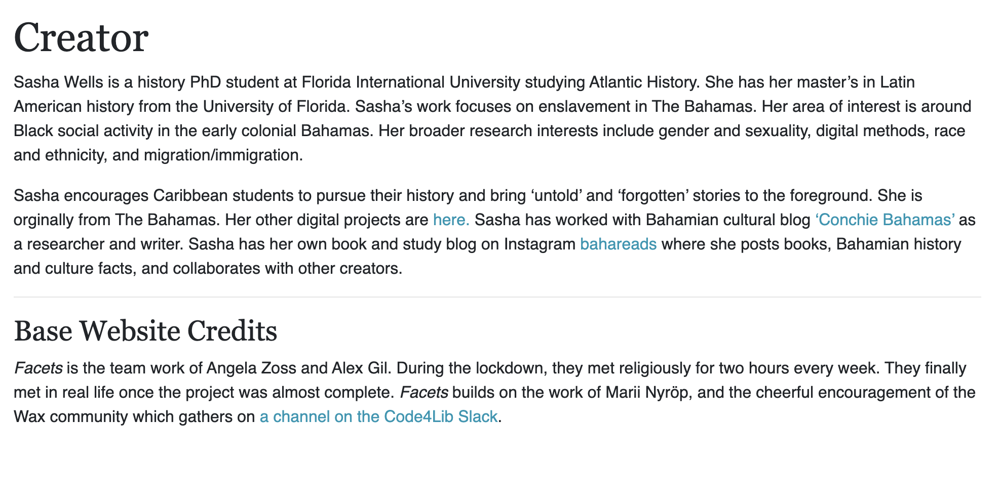 Creator
Sasha Wells is a history PhD student at Florida International University studying Atlantic History. She has her master’s in Latin
American history from the University of Florida. Sasha’s work focuses on enslavement in The Bahamas. Her area of interest is around
Black social activity in the early colonial Bahamas. Her broader research interests include gender and sexuality, digital methods, race
and ethnicity, and migration/immigration.
Sasha encourages Caribbean students to pursue their history and bring ‘untold’ and ‘forgotten’ stories to the foreground. She is
orginally from The Bahamas. Her other digital projects are here. Sasha has worked with Bahamian cultural blog ‘Conchie Bahamas’ as
a researcher and writer. Sasha has her own book and study blog on Instagram bahareads where she posts books, Bahamian history
and culture facts, and collaborates with other creators.
Base Website Credits
Facets is the team work of Angela Zoss and Alex Gil. During the lockdown, they met religiously for two hours every week. They finally
met in real life once the project was almost complete. Facets builds on the work of Marii Nyröp, and the cheerful encouragement of the
Wax community which gathers on a channel on the Code4Lib Slack.